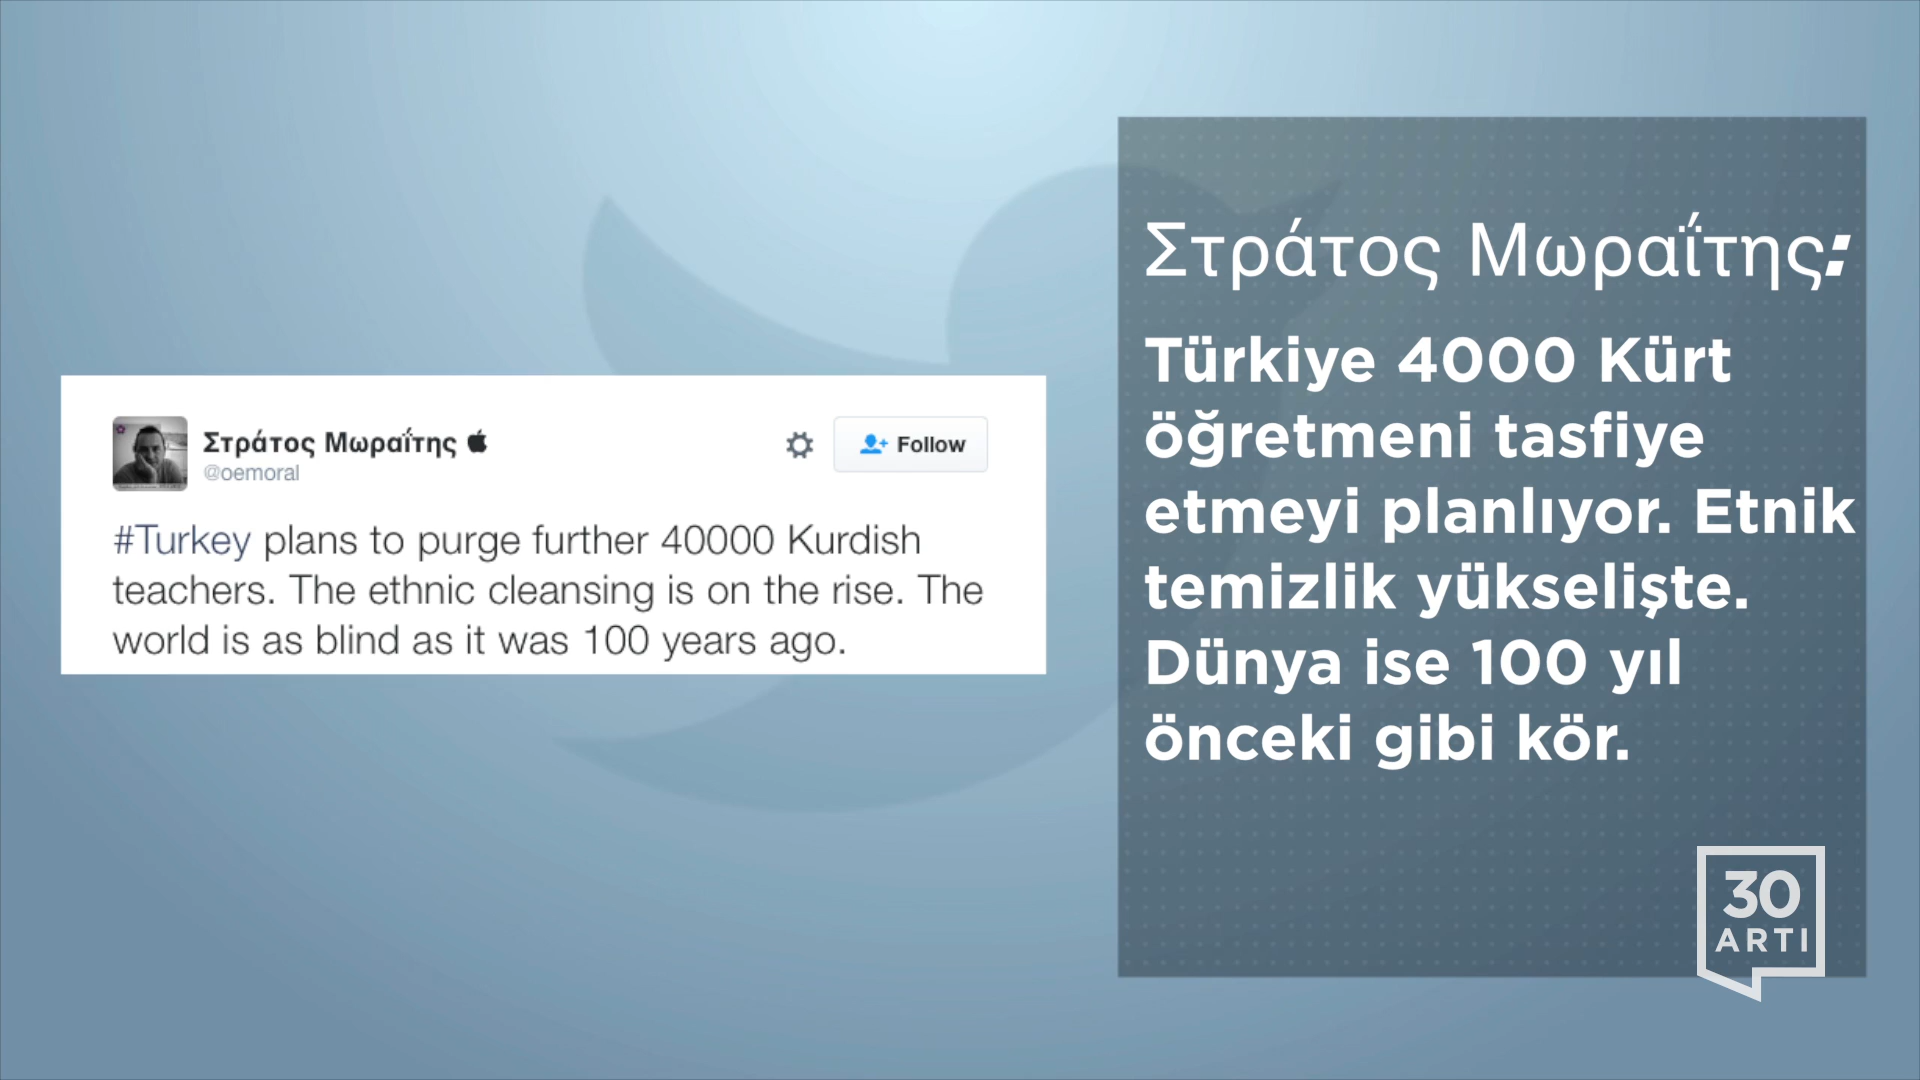 Στράτος Μωραΐτης
@oemoral
Follow
#Turkey plans to purge further 40000 Kurdish
teachers. The ethnic cleansing is on the rise. The
world is as blind as it was 100 years ago.
Στράτος Μωραΐτης:
Türkiye 4000 Kürt
öğretmeni tasfiye
etmeyi planlıyor. Etnik
temizlik yükselişte.
Dünya ise 100 yıl
önceki gibi kör.
30
ARTI